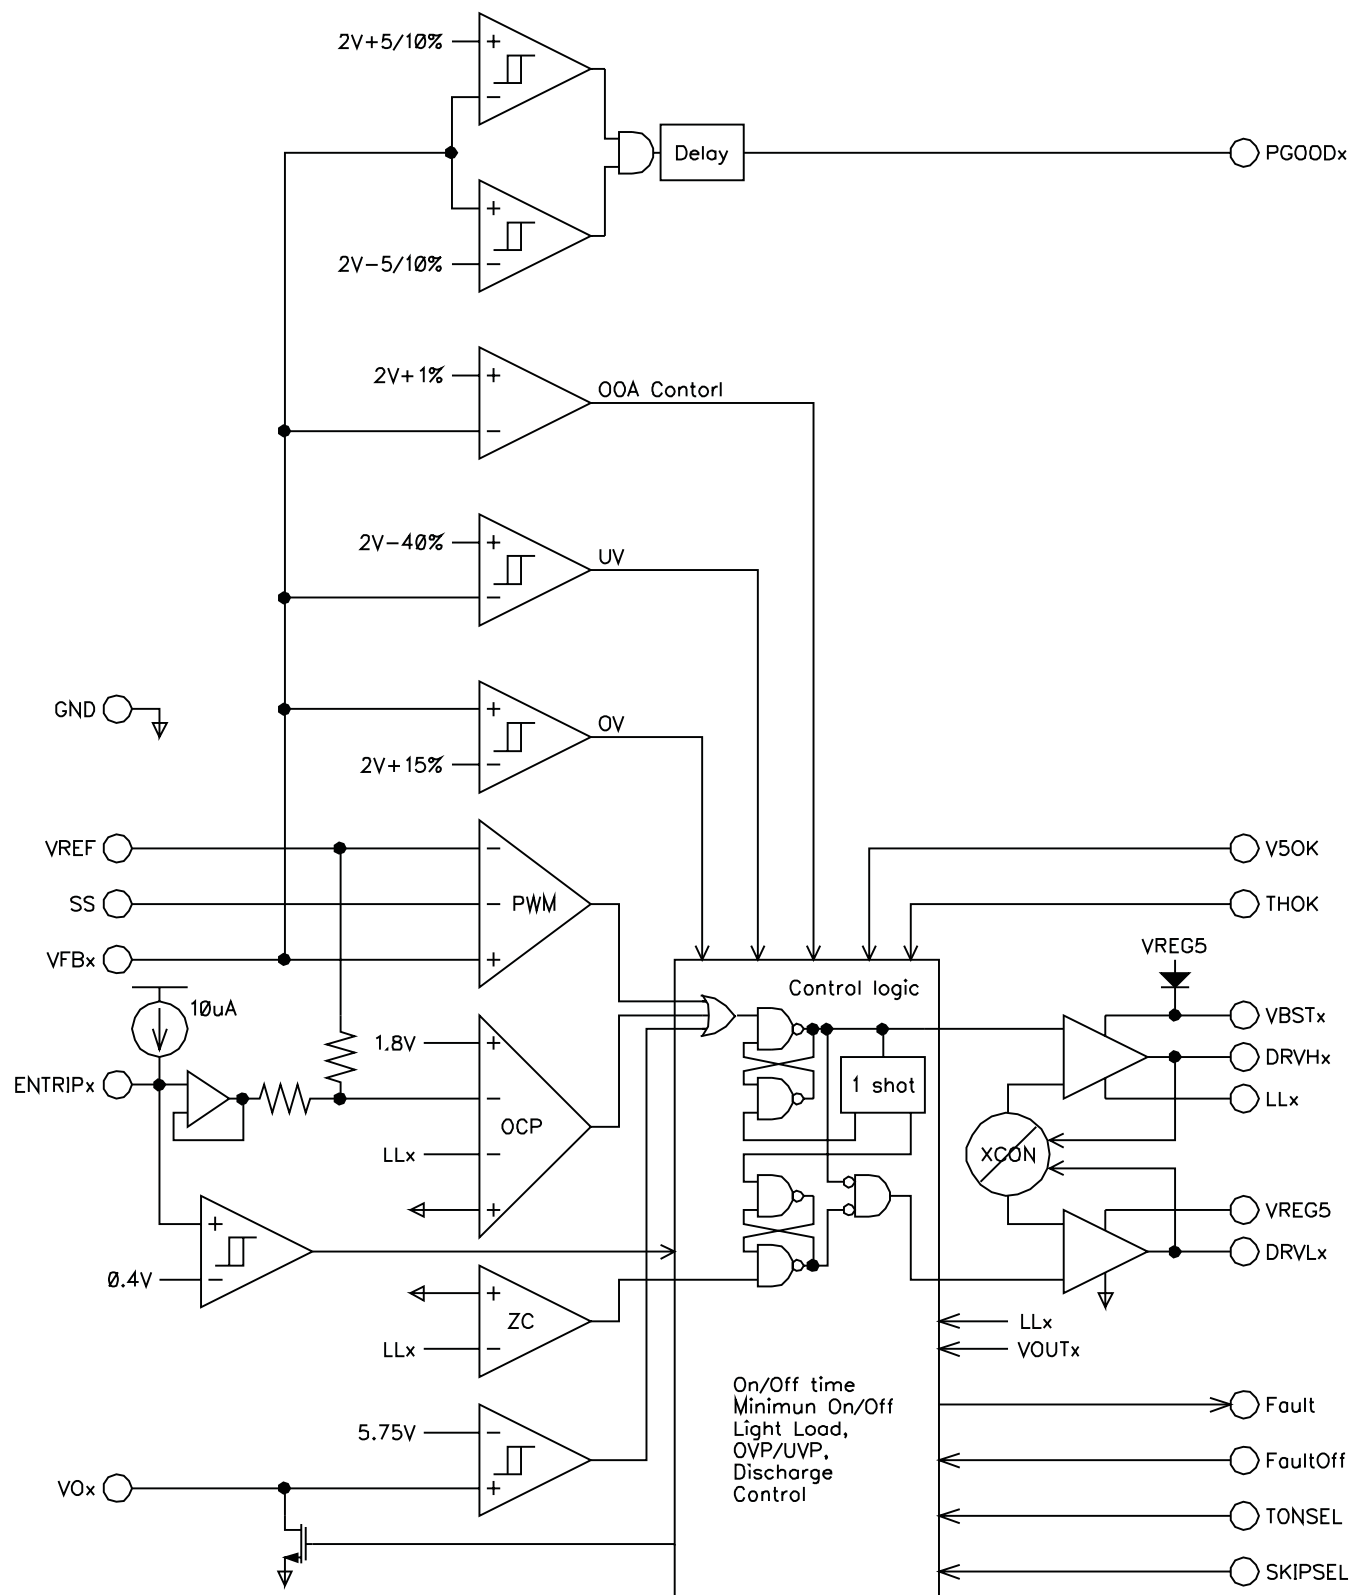 2V+5/10%
+
−
Delay
PGOODx
+
2V−5/10%
−
2V+1%
+
OOA Contorl
−
2V−40%
+
UV
−
GND
+
OV
2V+15%
−
VREF
−
V5OK
SS
− PWM
THOK
VREG5
VFBx
+
Control logic
10uA
VBSTx
1.8V
+
DRVHx
ENTRIPx
1 shot
−
LLx
OCP
LLx
−
XCON
+
VREG5
+
DRVLx
0.4V
−
+
ZC
LLx
LLx
−
VOUTx
On/Off time
Minimun On/Off
Light Load,
OVP/UVP,
Discharge
Control
Fault
5.75V
−
FaultOff
VOx
+
TONSEL
SKIPSEL